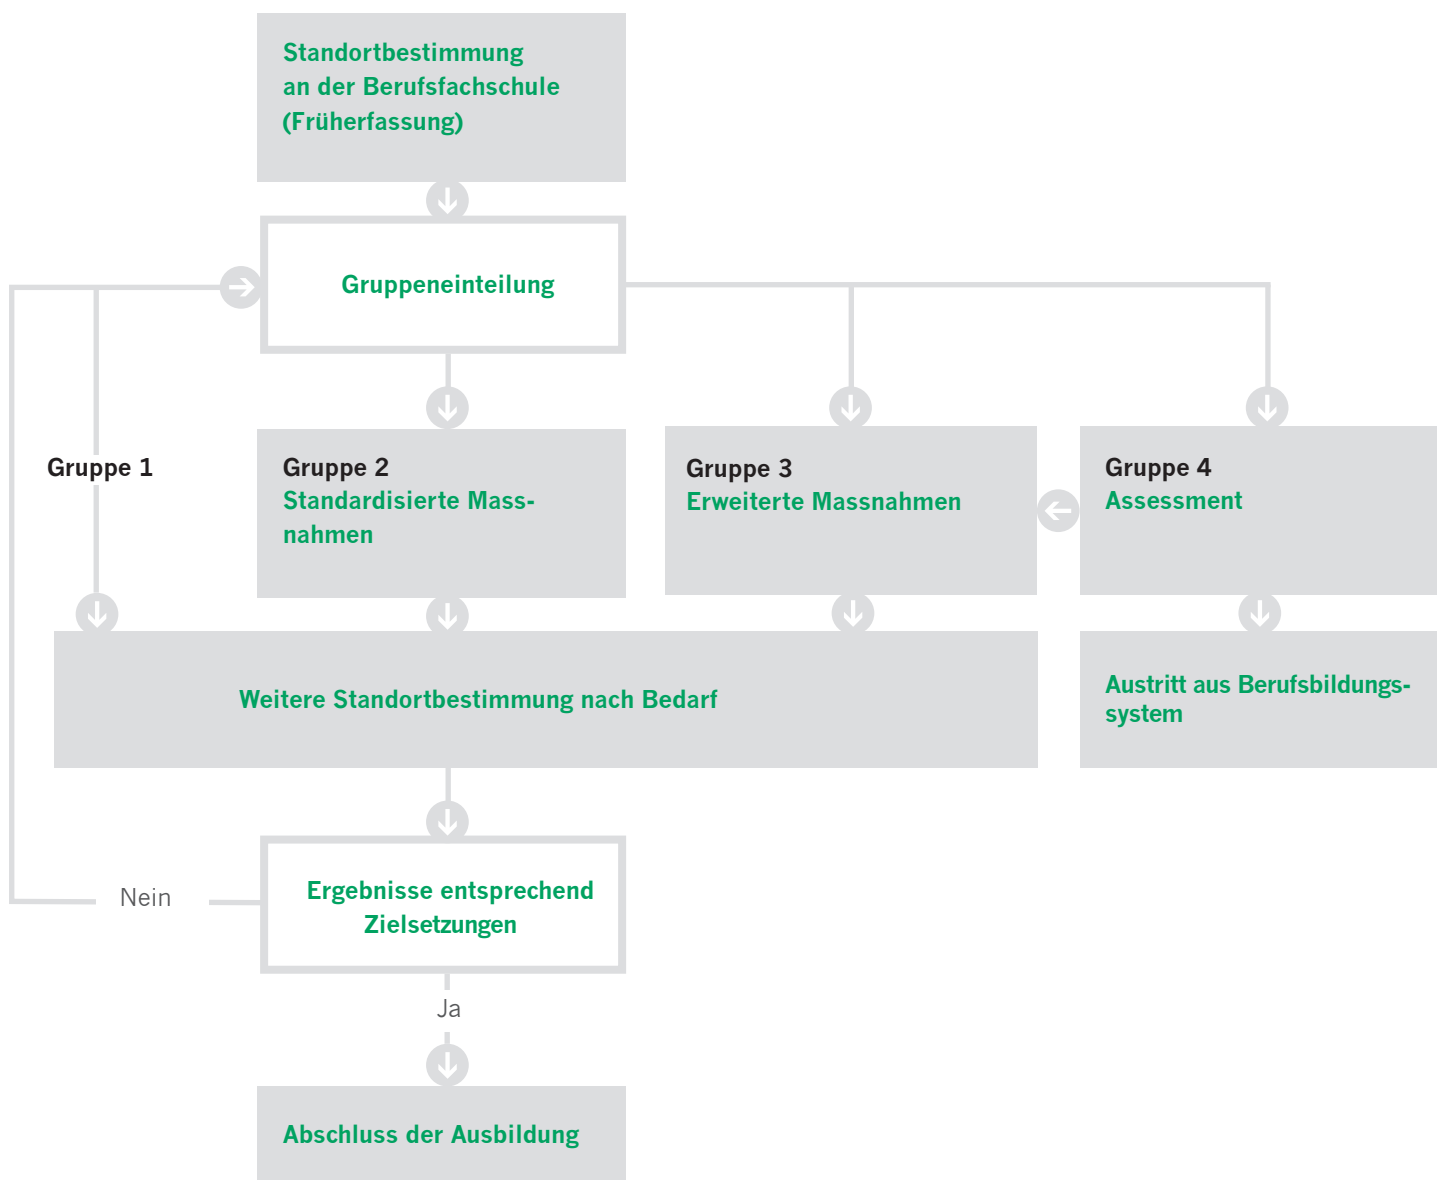 Standortbestimmung
an der Berufsfachschule
(Früherfassung)
Gruppeneinteilung
Gruppe 1
Gruppe 2
Standardisierte Mass-
nahmen
Gruppe 3
Erweiterte Massnahmen
Gruppe 4
Assessment
Weitere Standortbestimmung nach Bedarf
Austritt aus Berufsbildungs-
system
Ergebnisse entsprechend
Zielsetzungen
Nein
Ja
Abschluss der Ausbildung